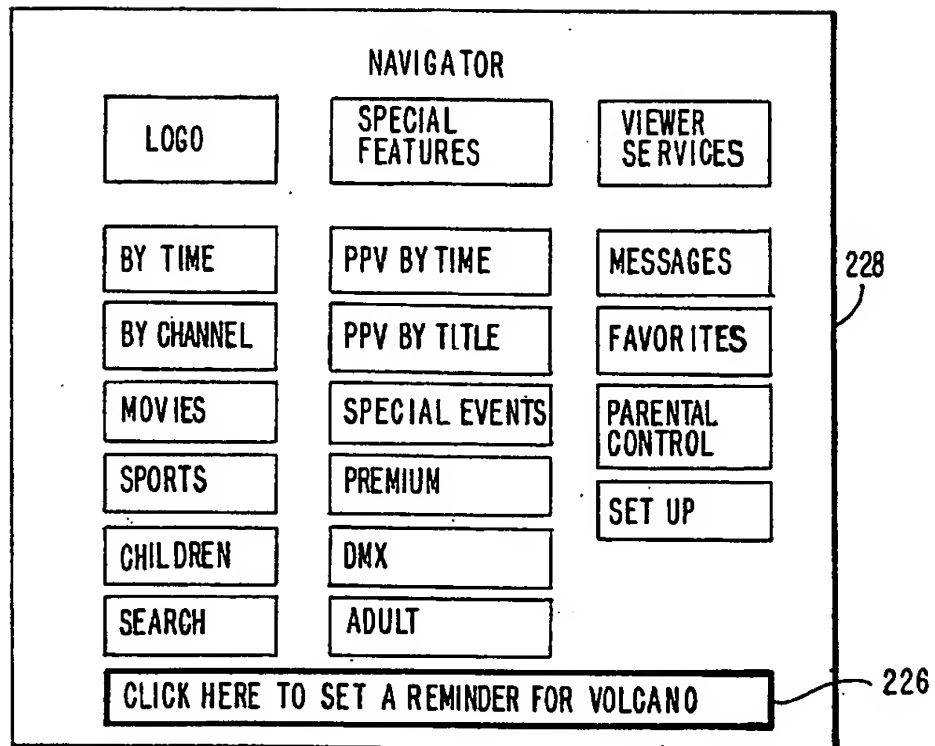 NAVIGATOR
LOGO
SPECIAL
FEATURES
VIEWER
SERVICES
BY TIME
PPV BY TIME
MESSAGES
228
BY CHANNEL
PPV BY TITLE
FAVORITES
MOVIES
SPECIAL EVENTS
PARENTAL
CONTROL
SPORTS
PREMIUM
SET UP
CHILDREN
DMX
SEARCH
ADULT
CLICK HERE TO SET A REMINDER FOR VOLCANO
226